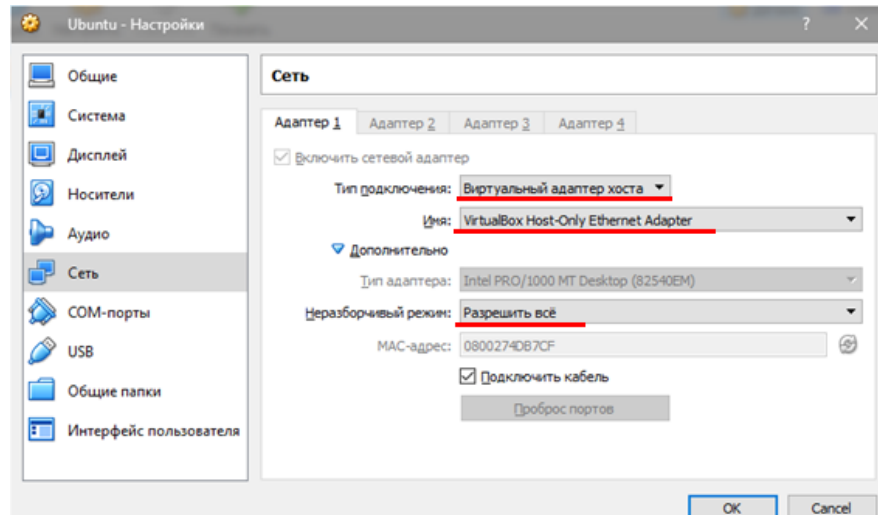 Ubuntu - Настройки
?
Общие
Система
Дисплей
Носители
Аудио
Сеть
COM-порты
USB
Общие папки
Интерфейс пользователя
Сеть
Адаптер 1 Адаптер 2 Адаптер 3 Адаптер 4
Включить сетевой адаптер
Тип подключения: Виртуальный адаптер хоста
Имя: VirtualBox Host-Only Ethernet Adapter
Дополнительно
Тип адаптера: Intel PRO/1000 MT Desktop (82540EM)
Неразборчивый режим: Разрешить всё
MAC-адрес: 0800274DB7CF
Подключить кабель
Проброс портов
OK Cancel